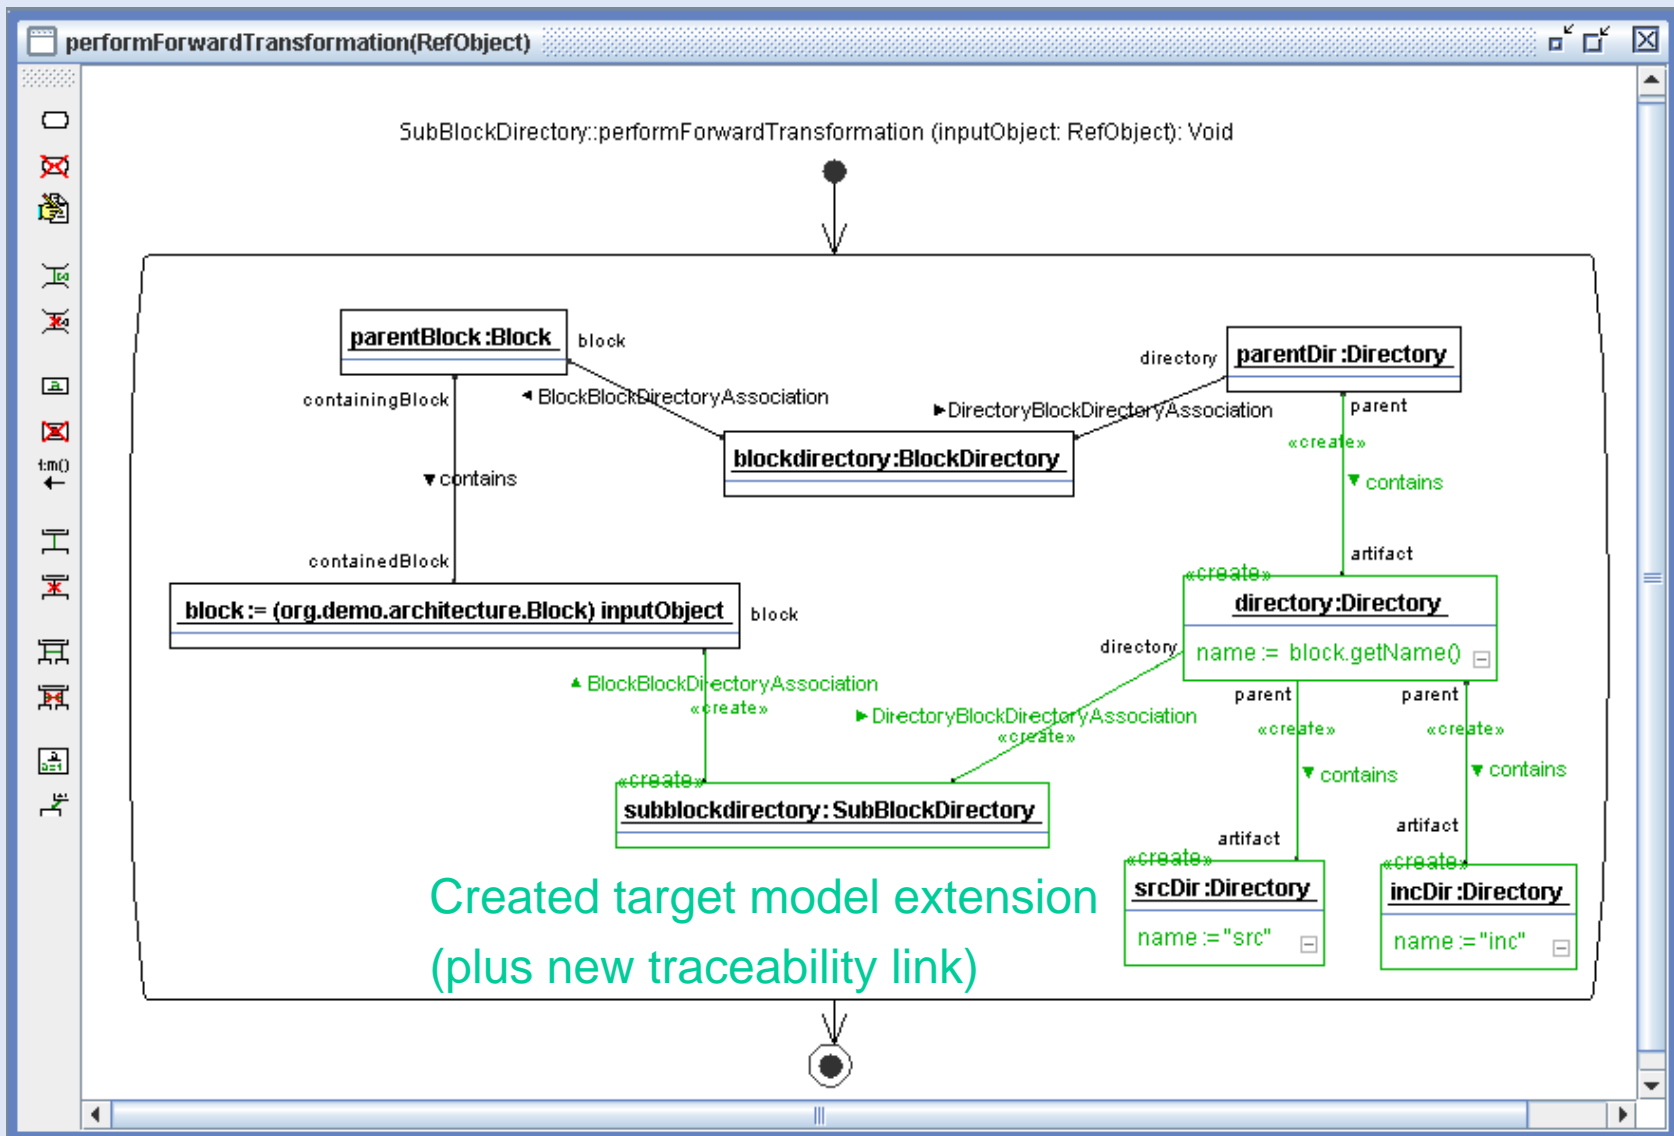 performForwardTransformation(RefObject)
SubBlockDirectory::performForwardTransformation (inputObject: RefObject): Void
parentBlock :Block
block
directory
parentDir :Directory
containingBlock
◄ BlockBlockDirectoryAssociation
►DirectoryBlockDirectoryAssociation
parent
«create»
blockdirectory:BlockDirectory
▼contains
▼ contains
containedBlock
artifact
block := (org.demo.architecture.Block) inputObject
block
«create»
directory:Directory
name := block.getName()
directory
▲ BlockBlockDirectoryAssociation
«create»
►DirectoryBlockDirectoryAssociation
«create»
parent
parent
«create»
«create»
▼ contains
▼ contains
«create»
subblockdirectory: SubBlockDirectory
artifact
artifact
«create»
srcDir :Directory
name :="src"
«create»
incDir :Directory
name :="inc"
Created target model extension
(plus new traceability link)
t:m()
a
a=1